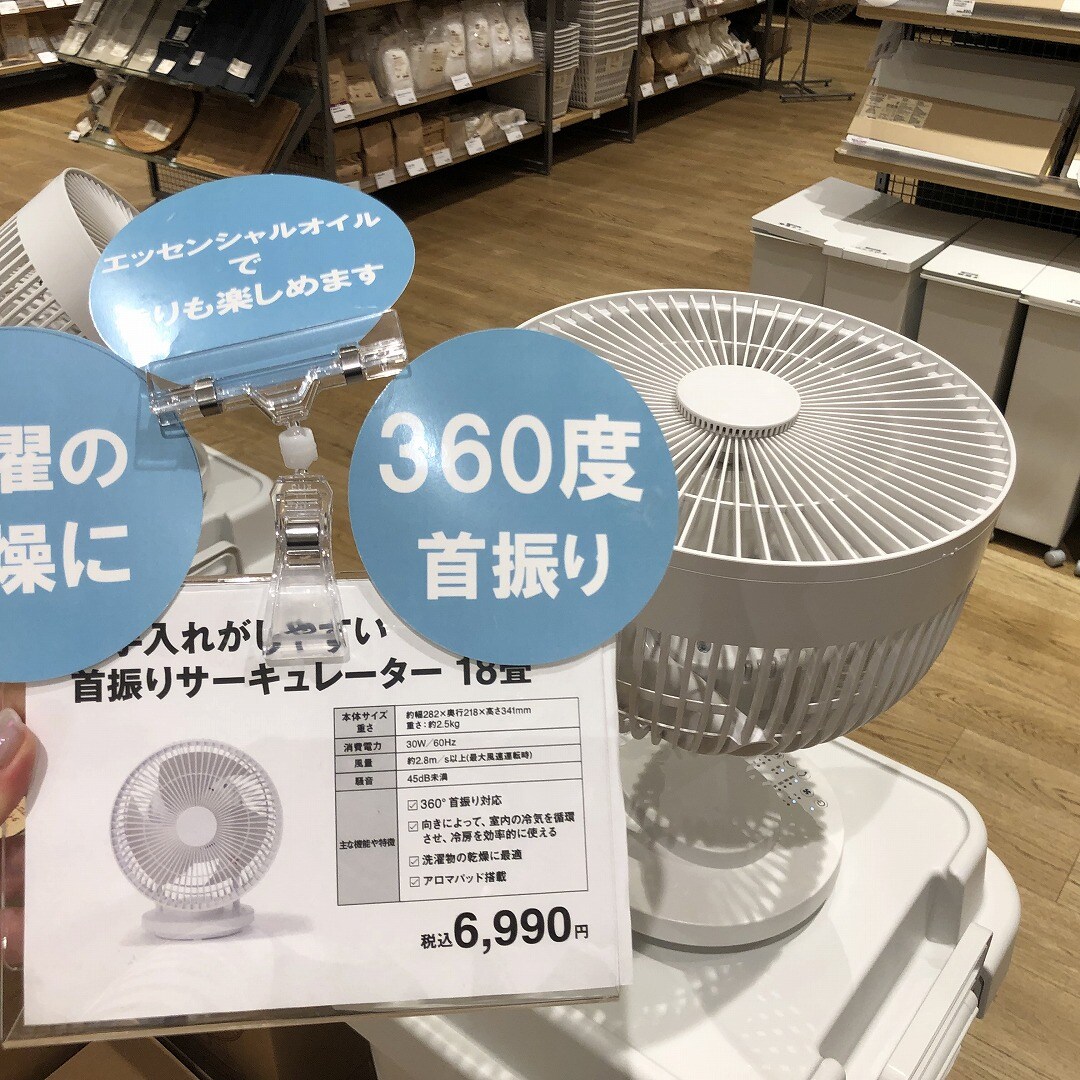 エッセンシャルオイル
で
りも楽しめます
濯の
燥に
360度
首振り
手入れがしやすい
首振りサーキュレーター 18畳
本体サイズ 約幅282×奥行218×高さ341mm
重さ 重さ：約2.5kg
消費電力 30W／60Hz
風量 約2.8m／s以上(最大風速運転時)
騒音 45dB未満
主な機能や特徴
☑ 360°首振り対応
☑ 向きによって、室内の冷気を循環
させ、冷房を効率的に使える
☑ 洗濯物の乾燥に最適
☑ アロマパッド搭載
税込6,990円